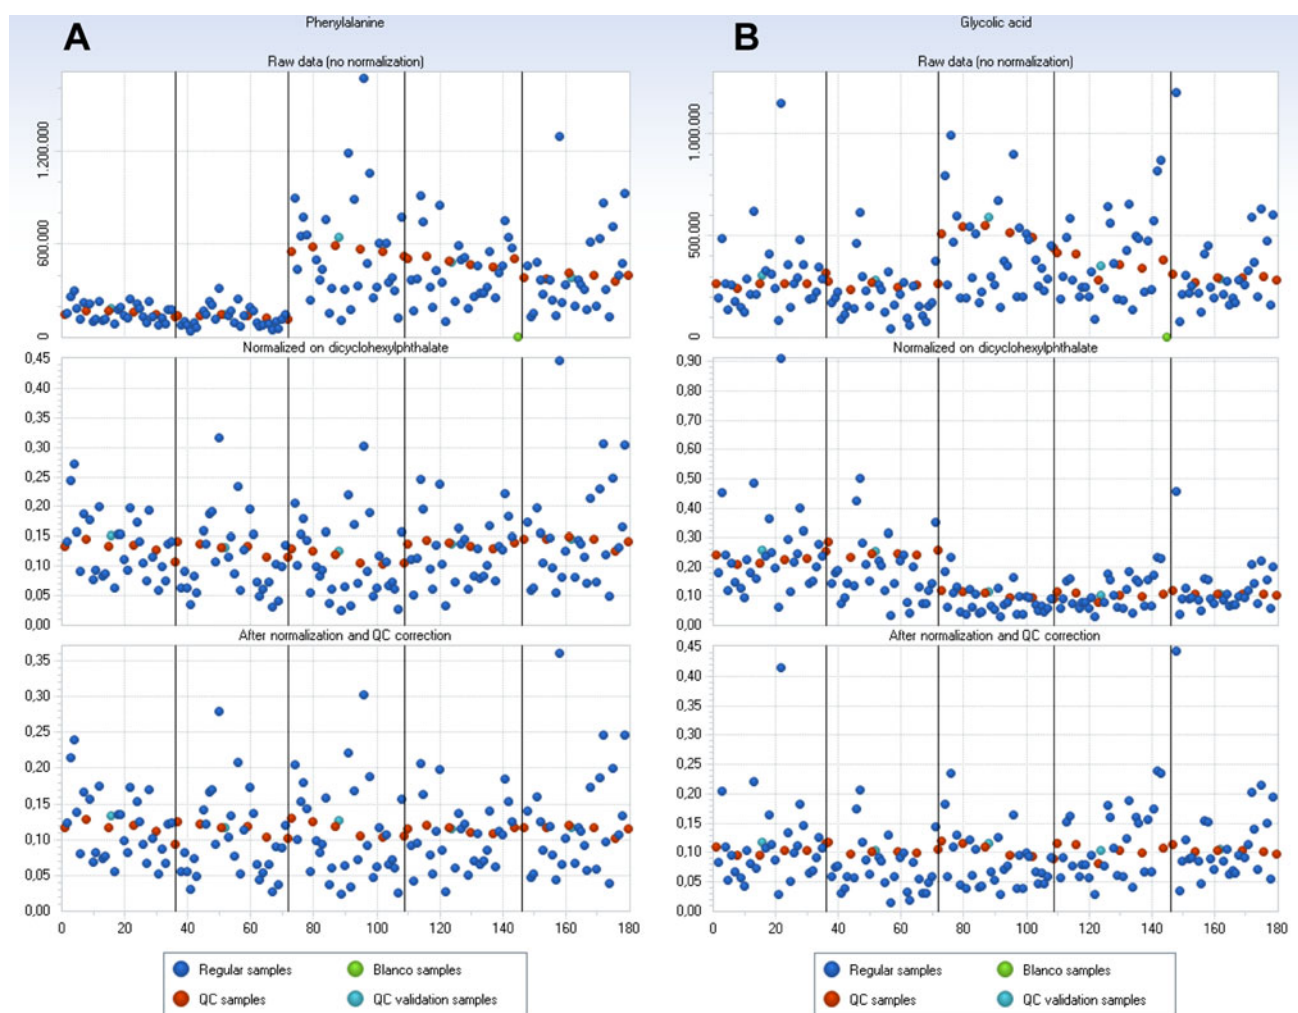 A
Phenylalanine
Raw data (no normalization)
1.200.000
600.000
0
Normalized on dicyclohexylphthalate
0,45
0,40
0,35
0,30
0,25
0,20
0,15
0,10
0,05
0,00
After normalization and QC correction
0,35
0,30
0,25
0,20
0,15
0,10
0,05
0,00
0 20 40 60 80 100 120 140 160 180
Regular samples
Blanco samples
QC samples
QC validation samples
B
Glycolic acid
Raw data (no normalization)
1.000.000
500.000
0
Normalized on dicyclohexylphthalate
0,90
0,80
0,70
0,60
0,50
0,40
0,30
0,20
0,10
0,00
After normalization and QC correction
0,45
0,40
0,35
0,30
0,25
0,20
0,15
0,10
0,05
0,00
0 20 40 60 80 100 120 140 160 180
Regular samples
Blanco samples
QC samples
QC validation samples